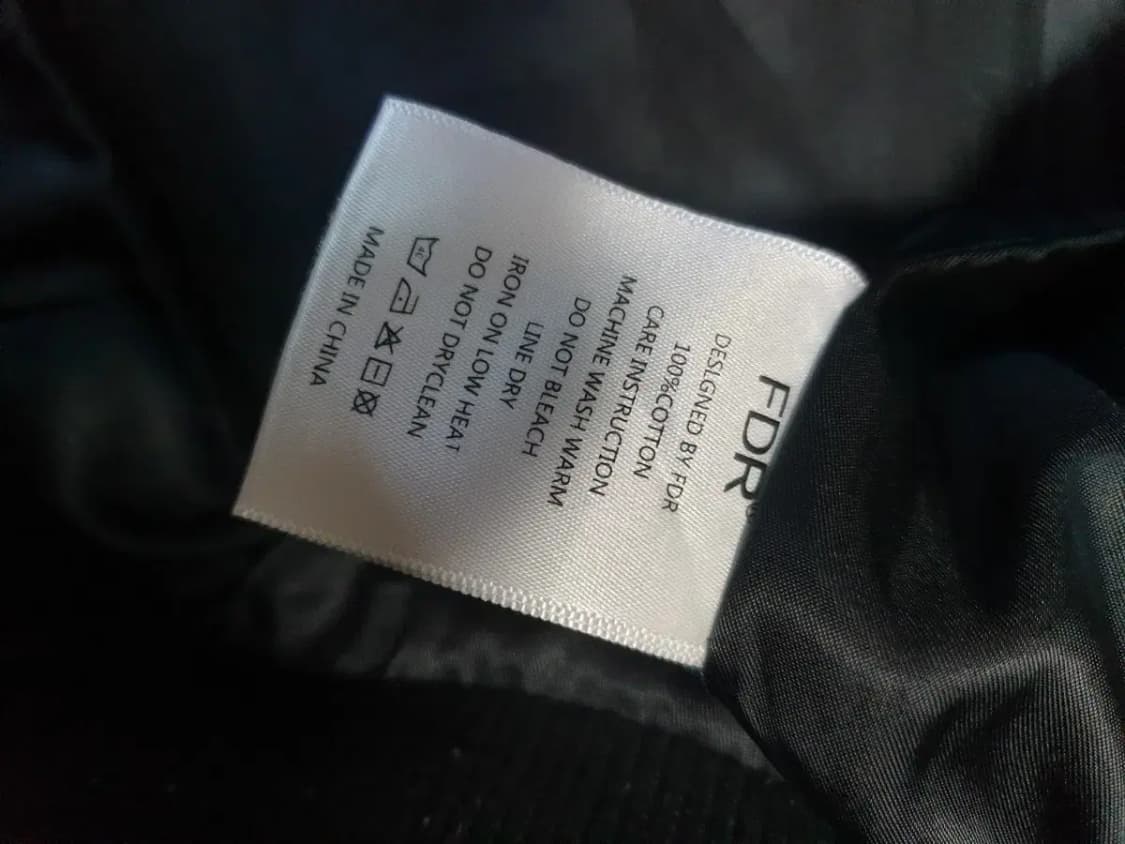 FDR
DESIGNED BY FDR
100%COTTON
CARE INSTRUCTION
MACHINE WASH WARM
DO NOT BLEACH
LINE DRY
IRON ON LOW HEAT
DO NOT DRYCLEAN
MADE IN CHINA